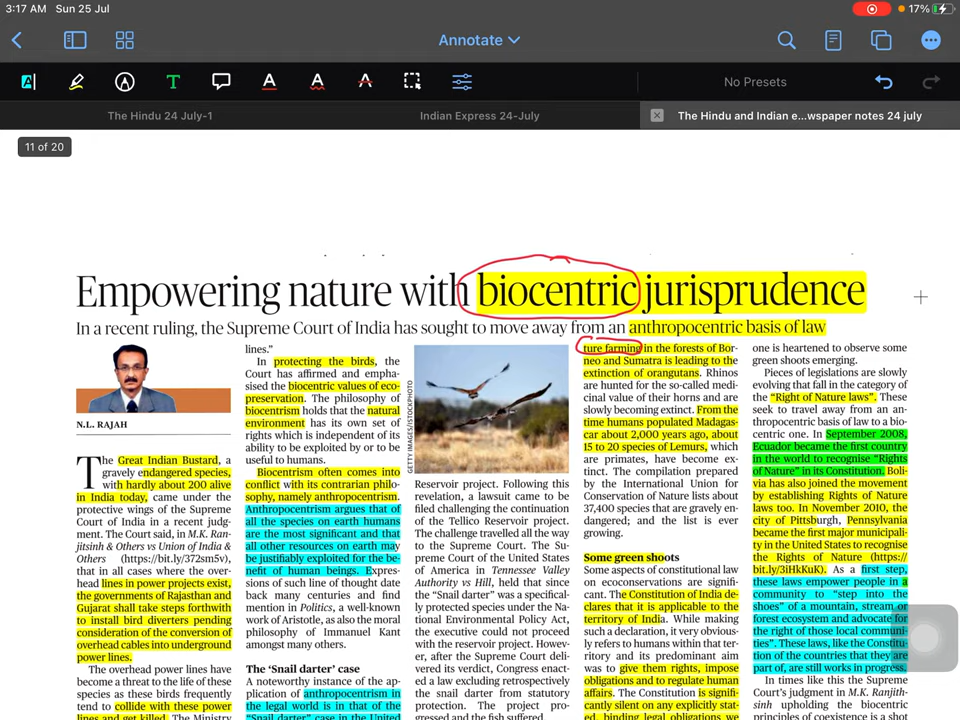 3:17 AM Sun 25 Jul
17%
Annotate
T
A
A
A
No Presets
The Hindu 24 July-1
Indian Express 24-July
The Hindu and Indian e...wspaper notes 24 july
11 of 20
Empowering nature with biocentric jurisprudence
In a recent ruling, the Supreme Court of India has sought to move away from an anthropocentric basis of law
N.L. RAJAH
The Great Indian Bustard, a
gravely endangered species,
with hardly about 200 alive
in India today, came under the
protective wings of the Supreme
Court of India in a recent judg-
ment. The Court said, in M.K. Ran-
jitsinh & Others vs Union of India &
Others (https://bit.ly/372sm5v),
that in all cases where the over-
head lines in power projects exist,
the governments of Rajasthan and
Gujarat shall take steps forthwith
to install bird diverters pending
consideration of the conversion of
overhead cables into underground
power lines.
The overhead power lines have
become a threat to the life of these
species as these birds frequently
tend to collide with these power
lines and get killed. The Ministry
lines."
In protecting the birds, the
Court has affirmed and empha-
sised the biocentric values of eco-
preservation. The philosophy of
biocentrism holds that the natural
environment has its own set of
rights which is independent of its
ability to be exploited by or to be
useful to humans.
Biocentrism often comes into
conflict with its contrarian philo-
sophy, namely anthropocentrism.
Anthropocentrism argues that of
all the species on earth humans
are the most significant and that
all other resources on earth may
be justifiably exploited for the be-
nefit of human beings. Expres-
sions of such line of thought date
back many centuries and find
mention in Politics, a well-known
work of Aristotle, as also the moral
philosophy of Immanuel Kant
amongst many others.
The 'Snail darter' case
A noteworthy instance of the ap-
plication of anthropocentrism in
the legal world is in that of the
"Snail darter" case in the United
GETTY IMAGES/ISTOCKPHOTO
Reservoir project. Following this
revelation, a lawsuit came to be
filed challenging the continuation
of the Tellico Reservoir project.
The challenge travelled all the way
to the Supreme Court. The Su-
preme Court of the United States
of America in Tennessee Valley
Authority vs Hill, held that since
the "Snail darter" was a specifical-
ly protected species under the Na-
tional Environmental Policy Act,
the executive could not proceed
with the reservoir project. Howev-
er, after the Supreme Court deli-
vered its verdict, Congress enact-
ed a law excluding retrospectively
the snail darter from statutory
protection. The project pro-
gressed and the fish suffered.
ture farming in the forests of Bor-
neo and Sumatra is leading to the
extinction of orangutans. Rhinos
are hunted for the so-called medi-
cinal value of their horns and are
slowly becoming extinct. From the
time humans populated Madagas-
car about 2,000 years ago, about
15 to 20 species of Lemurs, which
are primates, have become ex-
tinct. The compilation prepared
by the International Union for
Conservation of Nature lists about
37,400 species that are gravely en-
dangered; and the list is ever
growing.
Some green shoots
Some aspects of constitutional law
on ecoconservations are signifi-
cant. The Constitution of India de-
clares that it is applicable to the
territory of India. While making
such a declaration, it very obvious-
ly refers to humans within that ter-
ritory and its predominant aim
was to give them rights, impose
obligations and to regulate human
affairs. The Constitution is signifi-
cantly silent on any explicitly stat-
ed, binding legal obligations we
one is heartened to observe some
green shoots emerging.
Pieces of legislations are slowly
evolving that fall in the category of
the "Right of Nature laws". These
seek to travel away from an an-
thropocentric basis of law to a bio-
centric one. In September 2008,
Ecuador became the first country
in the world to recognise "Rights
of Nature" in its Constitution. Boli-
via has also joined the movement
by establishing Rights of Nature
laws too. In November 2010, the
city of Pittsburgh, Pennsylvania
became the first major municipali-
ty in the United States to recognise
the Rights of Nature (https://
bit.ly/3iHkKuK). As a first step,
these laws empower people in a
community to "step into the
shoes" of a mountain, stream or
forest ecosystem and advocate for
the right of those local communi-
ties". These laws, like the Constitu-
tion of the countries that they are
part of, are still works in progress.
In times like this the Supreme
Court's judgment in M.K. Ranjith-
sinh upholding the biocentric
principles of coexistence is a shot